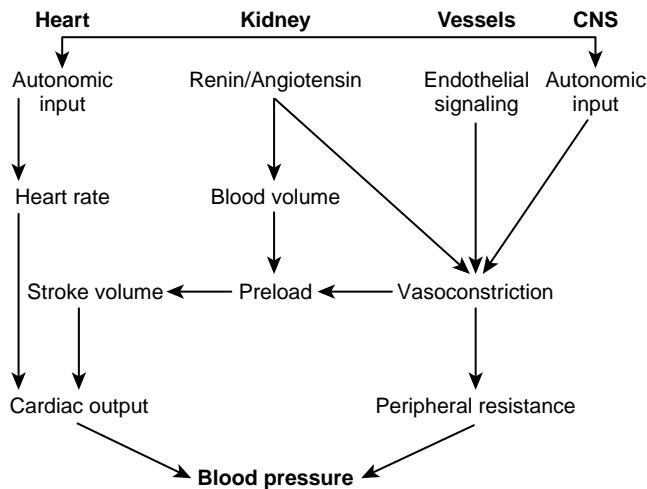 Heart Kidney Vessels CNS
Autonomic
input
Renin/Angiotensin
Endothelial
signaling
Autonomic
input
Heart rate
Blood volume
Stroke volume
Preload
Vasoconstriction
Cardiac output
Peripheral resistance
Blood pressure